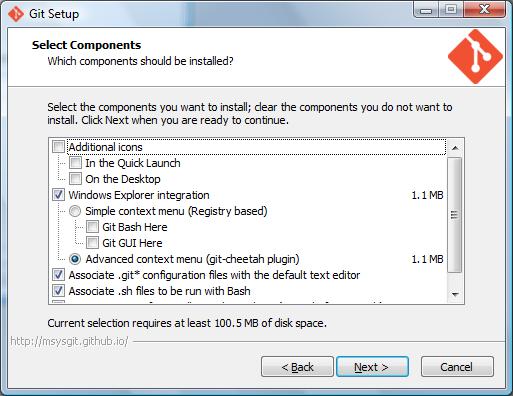 Git Setup
Select Components
Which components should be installed?
Select the components you want to install; clear the components you do not want to
install. Click Next when you are ready to continue.
Additional icons
In the Quick Launch
On the Desktop
Windows Explorer integration 1.1 MB
Simple context menu (Registry based)
Git Bash Here
Git GUI Here
Advanced context menu (git-cheetah plugin) 1.1 MB
Associate .git* configuration files with the default text editor
Associate .sh files to be run with Bash
Current selection requires at least 100.5 MB of disk space.
http://msysgit.github.io/
< Back Next > Cancel